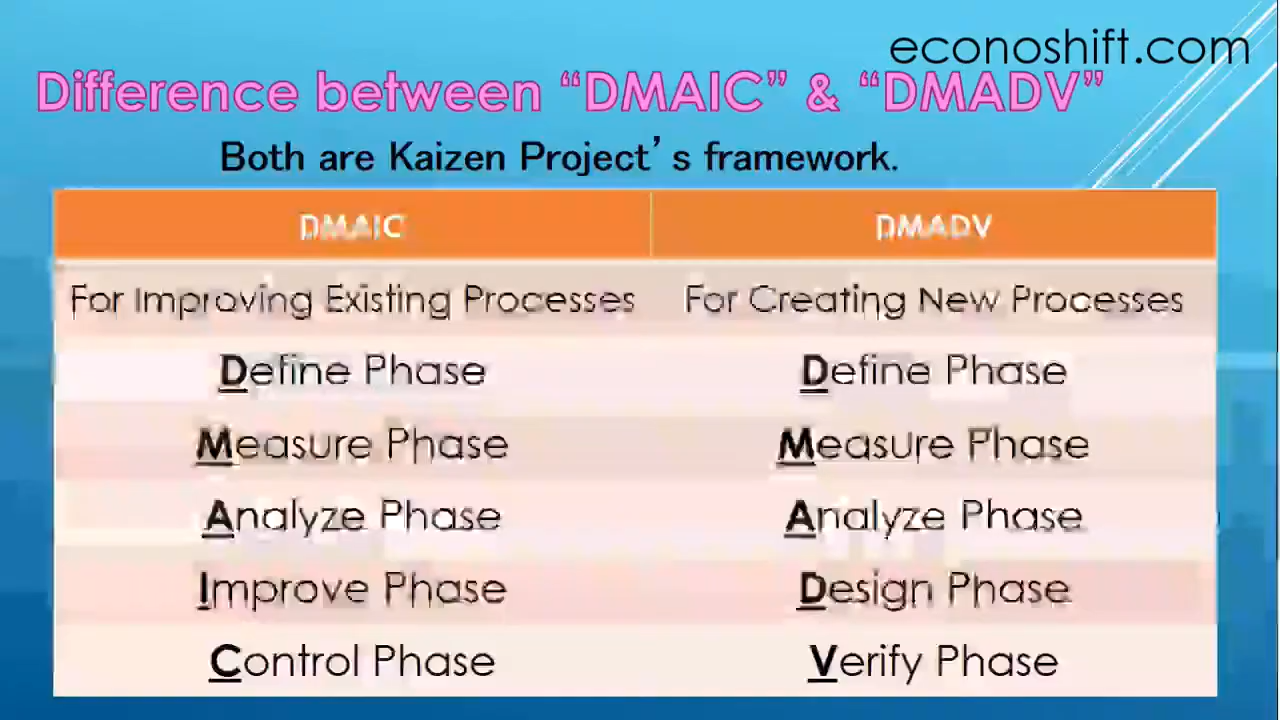 econoshift.com
Difference between “DMAIC” & “DMADV”
Both are Kaizen Project’s framework.
DMAIC DMADV
For Improving Existing Processes For Creating New Processes
Define Phase Define Phase
Measure Phase Measure Phase
Analyze Phase Analyze Phase
Improve Phase Design Phase
Control Phase Verify Phase